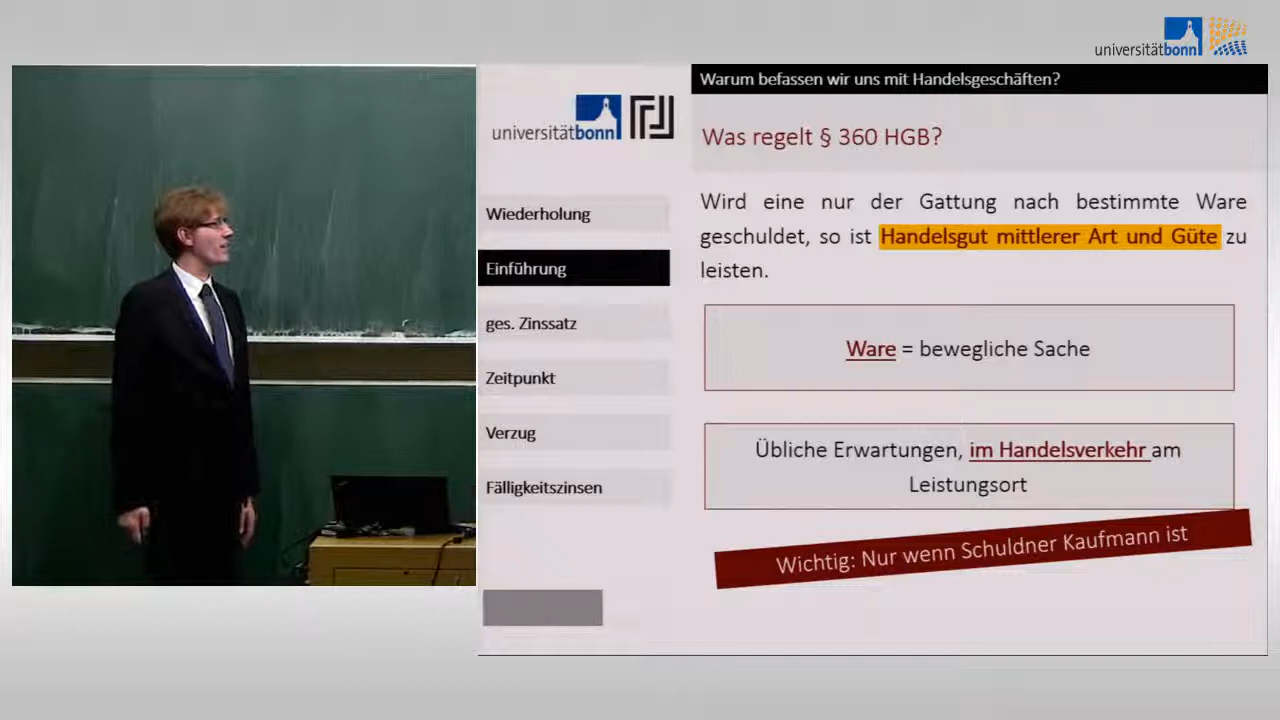 universitätbonn
Warum befassen wir uns mit Handelsgeschäften?
universitätbonn
Was regelt § 360 HGB?
Wiederholung
Einführung
ges. Zinssatz
Zeitpunkt
Verzug
Fälligkeitszinsen
Wird eine nur der Gattung nach bestimmte Ware
geschuldet, so ist Handelsgut mittlerer Art und Güte zu
leisten.
Ware = bewegliche Sache
Übliche Erwartungen, im Handelsverkehr am
Leistungsort
Wichtig: Nur wenn Schuldner Kaufmann ist